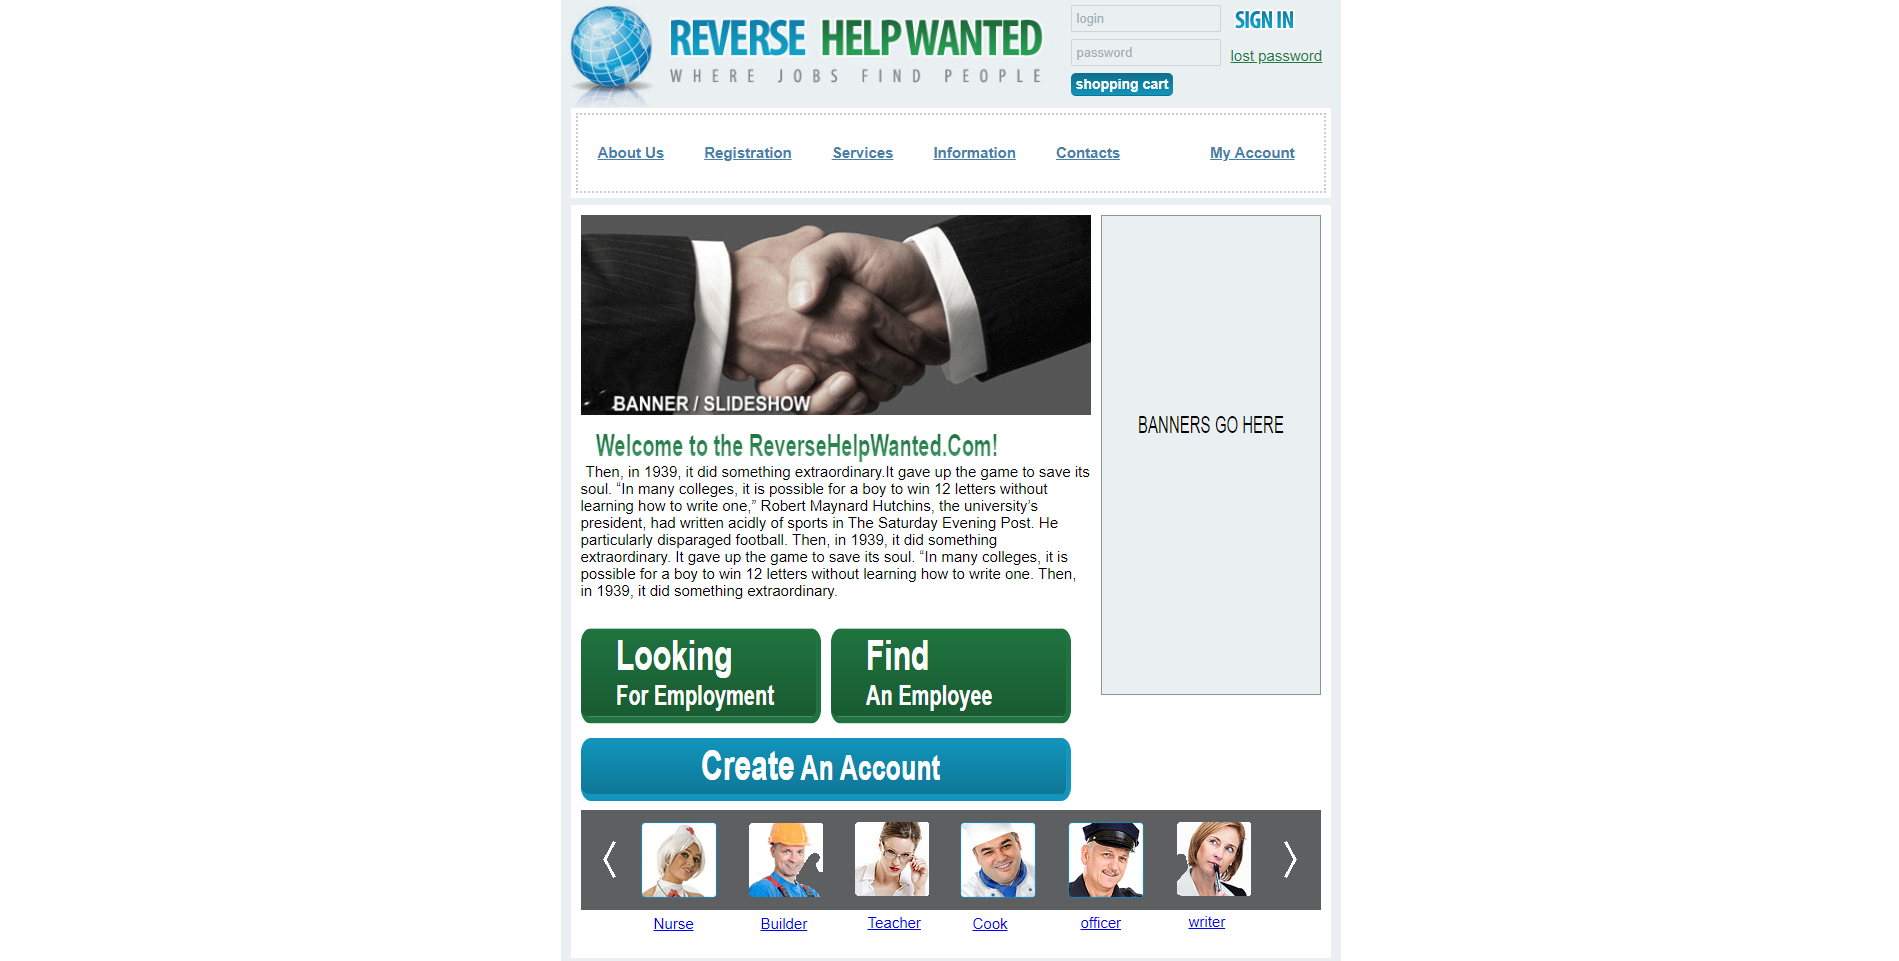 REVERSE HELP WANTED
WHERE JOBS FIND PEOPLE
login
SIGN IN
password
lost password
shopping cart
About Us
Registration
Services
Information
Contacts
My Account
BANNER / SLIDESHOW
BANNERS GO HERE
Welcome to the ReverseHelpWanted.Com!
Then, in 1939, it did something extraordinary.It gave up the game to save its
soul. “In many colleges, it is possible for a boy to win 12 letters without
learning how to write one,” Robert Maynard Hutchins, the university’s
president, had written acidly of sports in The Saturday Evening Post. He
particularly disparaged football. Then, in 1939, it did something
extraordinary. It gave up the game to save its soul. “In many colleges, it is
possible for a boy to win 12 letters without learning how to write one. Then,
in 1939, it did something extraordinary.
Looking
For Employment
Find
An Employee
Create An Account
Nurse
Builder
Teacher
Cook
officer
writer